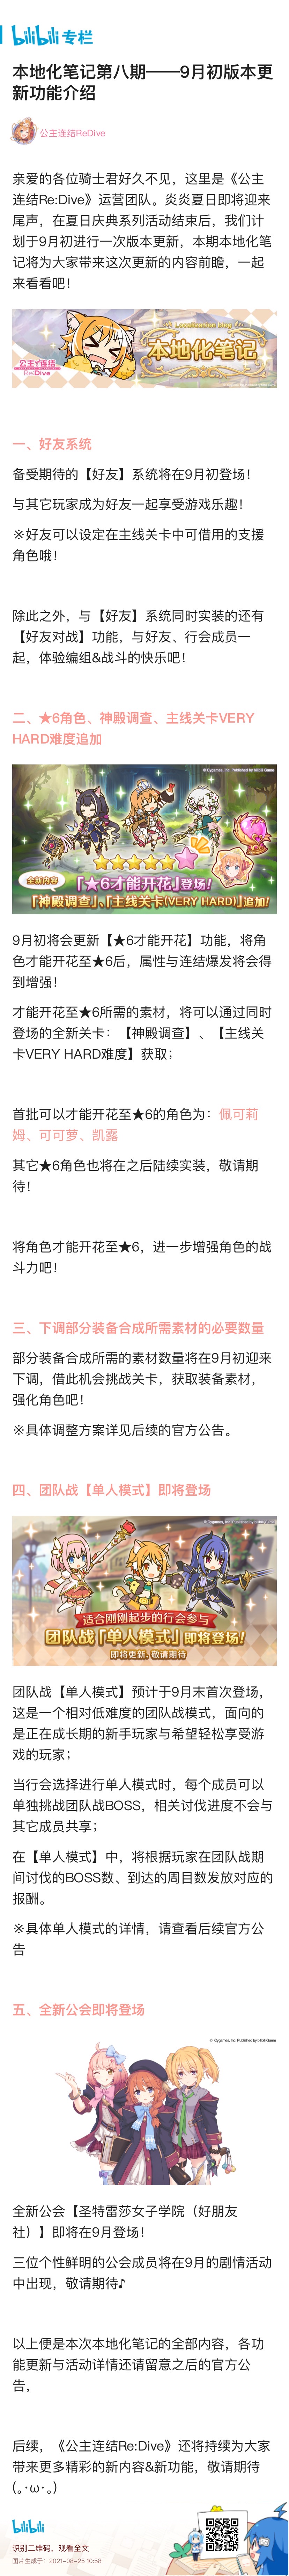 bilibili 专栏
本地化笔记第八期——9月初版本更
新功能介绍
公主连结ReDive
亲爱的各位骑士君好久不见，这里是《公主
连结Re:Dive》运营团队。炎炎夏日即将迎来
尾声，在夏日庆典系列活动结束后，我们计
划于9月初进行一次版本更新，本期本地化笔
记将为大家带来这次更新的内容前瞻，一起
来看看吧！
公主连结
Re:Dive
本地化笔记
一、好友系统
备受期待的【好友】系统将在9月初登场！
与其它玩家成为好友一起享受游戏乐趣！
※好友可以设定在主线关卡中可借用的支援
角色哦！
除此之外，与【好友】系统同时实装的还有
【好友对战】功能，与好友、行会成员一
起，体验编组&战斗的快乐吧！
二、★6角色、神殿调查、主线关卡VERY
HARD难度追加
© Cygames, Inc. Published by bilibili Game
全新内容
「★6才能开花」登场!
「神殿调查」、「主线关卡(VERY HARD)」追加!
9月初将会更新【★6才能开花】功能，将角
色才能开花至★6后，属性与连结爆发将会得
到增强！
才能开花至★6所需的素材，将可以通过同时
登场的全新关卡：【神殿调查】、【主线关
卡VERY HARD难度】获取；
首批可以才能开花至★6的角色为：佩可莉
姆、可可萝、凯露
其它★6角色也将在之后陆续实装，敬请期
待！
将角色才能开花至★6，进一步增强角色的战
斗力吧！
三、下调部分装备合成所需素材的必要数量
部分装备合成所需的素材数量将在9月初迎来
下调，借此机会挑战关卡，获取装备素材，
强化角色吧！
※具体调整方案详见后续的官方公告。
四、团队战【单人模式】即将登场
© Cygames, Inc. Published by bilibili Game
适合刚刚起步的行会参与
团队战「单人模式」即将登场!
即将更新，敬请期待
团队战【单人模式】预计于9月末首次登场，
这是一个相对低难度的团队战模式，面向的
是正在成长期的新手玩家与希望轻松享受游
戏的玩家；
当行会选择进行单人模式时，每个成员可以
单独挑战团队战BOSS，相关讨伐进度不会与
其它成员共享；
在【单人模式】中，将根据玩家在团队战期
间讨伐的BOSS数、到达的周目数发放对应的
报酬。
※具体单人模式的详情，请查看后续官方公
告
五、全新公会即将登场
© Cygames, Inc. Published by bilibili Game
全新公会【圣特雷莎女子学院（好朋友
社）】即将在9月登场！
三位个性鲜明的公会成员将在9月的剧情活动
中出现，敬请期待♪
以上便是本次本地化笔记的全部内容，各功
能更新与活动详情还请留意之后的官方公
告，
后续，《公主连结Re:Dive》还将持续为大家
带来更多精彩的新内容&新功能，敬请期待
(｡･ω･｡)
bilibili
识别二维码，观看全文
图片生成于：2021-08-25 10:58